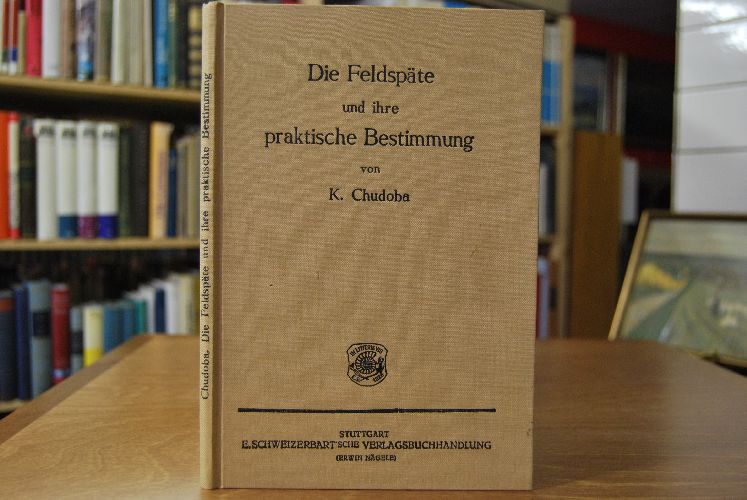 Die Feldspäte
und ihre
praktische Bestimmung
von
K. Chudoba
STUTTGART
E. SCHWEIZERBART'SCHE VERLAGSBUCHHANDLUNG
(ERWIN NÄGELE)
Chudoba, Die Feldspäte und ihre praktische Bestimmung